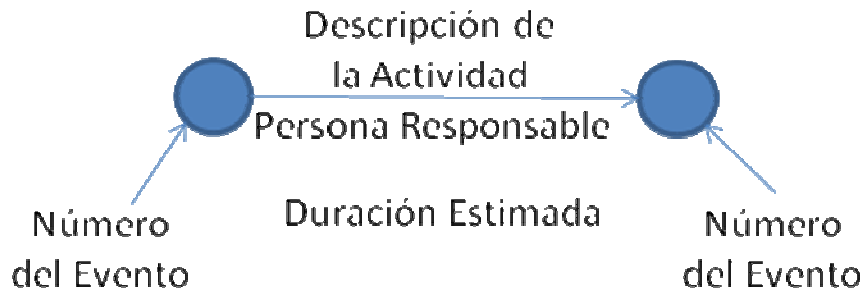 Descripción de
la Actividad
Persona Responsable
Duración Estimada
Número
del Evento
Número
del Evento